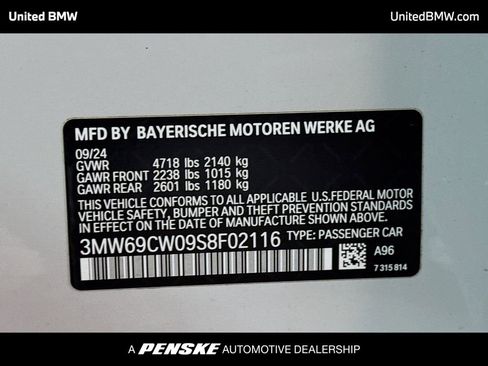 United BMW UnitedBMW.com
MFD BY BAYERISCHE MOTOREN WERKE AG
09/24
GVWR 4718 lbs 2140 kg
GAWR FRONT 2238 lbs 1015 kg
GAWR REAR 2601 lbs 1180 kg
THIS VEHICLE CONFORMS TO ALL APPLICABLE U.S.FEDERAL MOTOR
VEHICLE SAFETY, BUMPER, AND THEFT PREVENTION STANDARDS IN
EFFECT ON THE DATE OF MANUFACTURE SHOWN ABOVE.
3MW69CW09S8F02116 TYPE: PASSENGER CAR
A96
7 315 814
A PENSKE AUTOMOTIVE DEALERSHIP